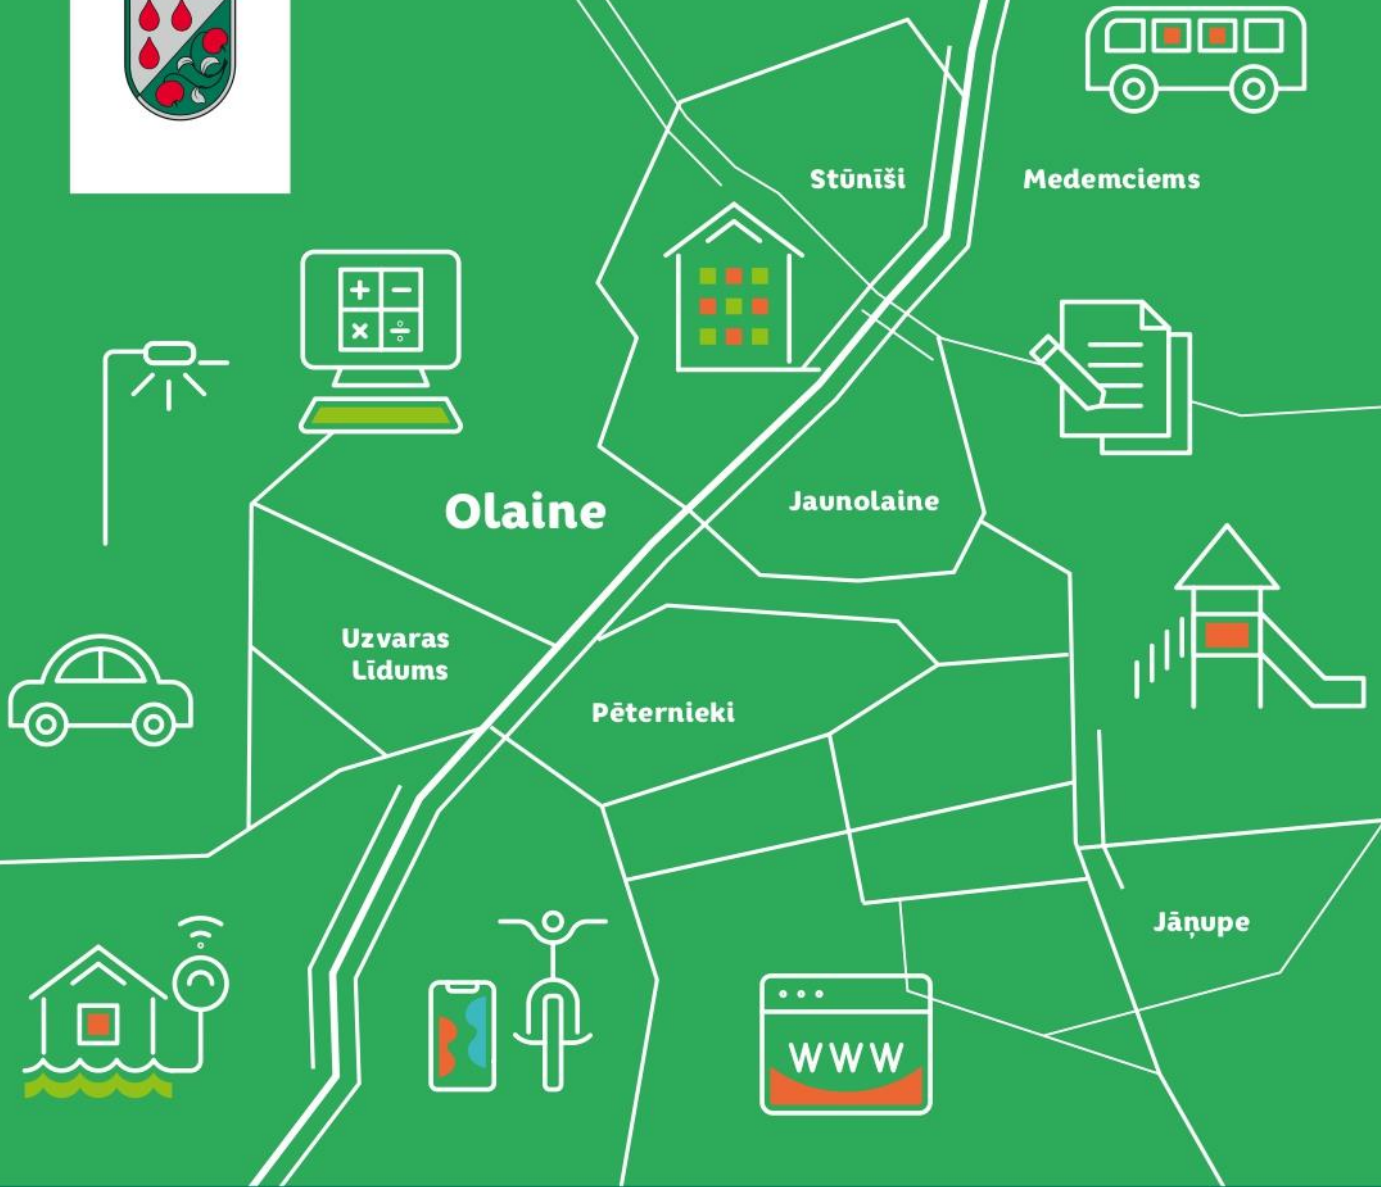 Stūnīši
Medemciems
+ −
× ÷
Olaine
Jaunolaine
Uzvaras
Līdums
Pēternieki
Jāņupe
WWW